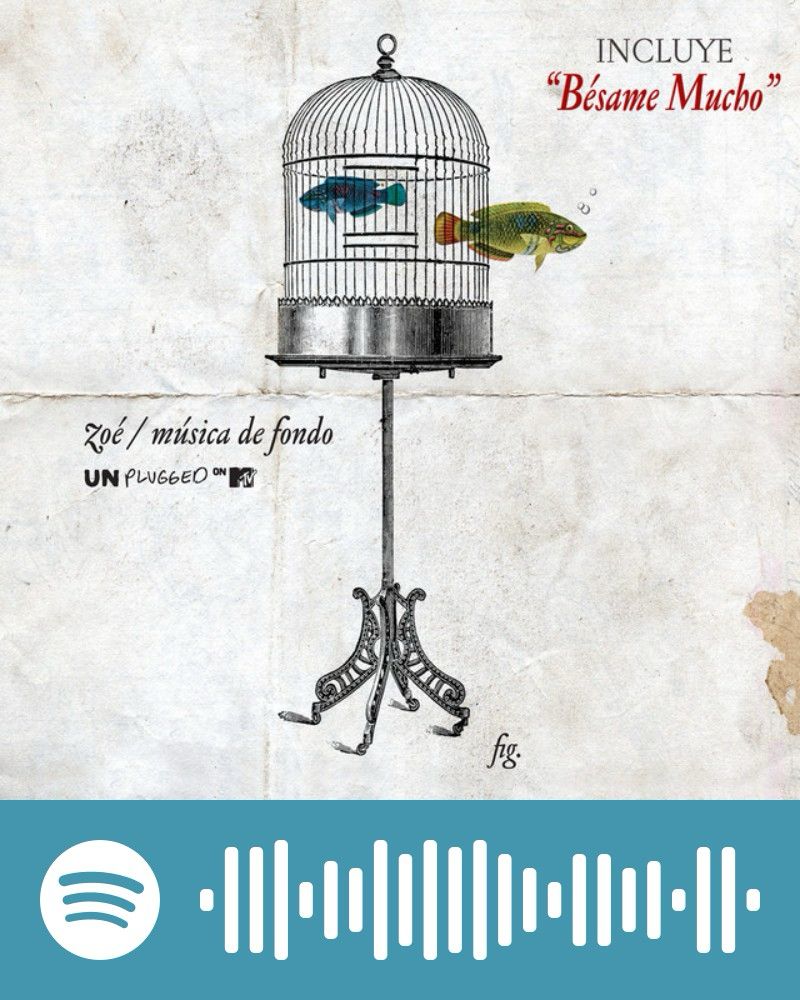 INCLUYE
“Bésame Mucho”
Zoé / música de fondo
UNPLUGGED ON MTV
fig.